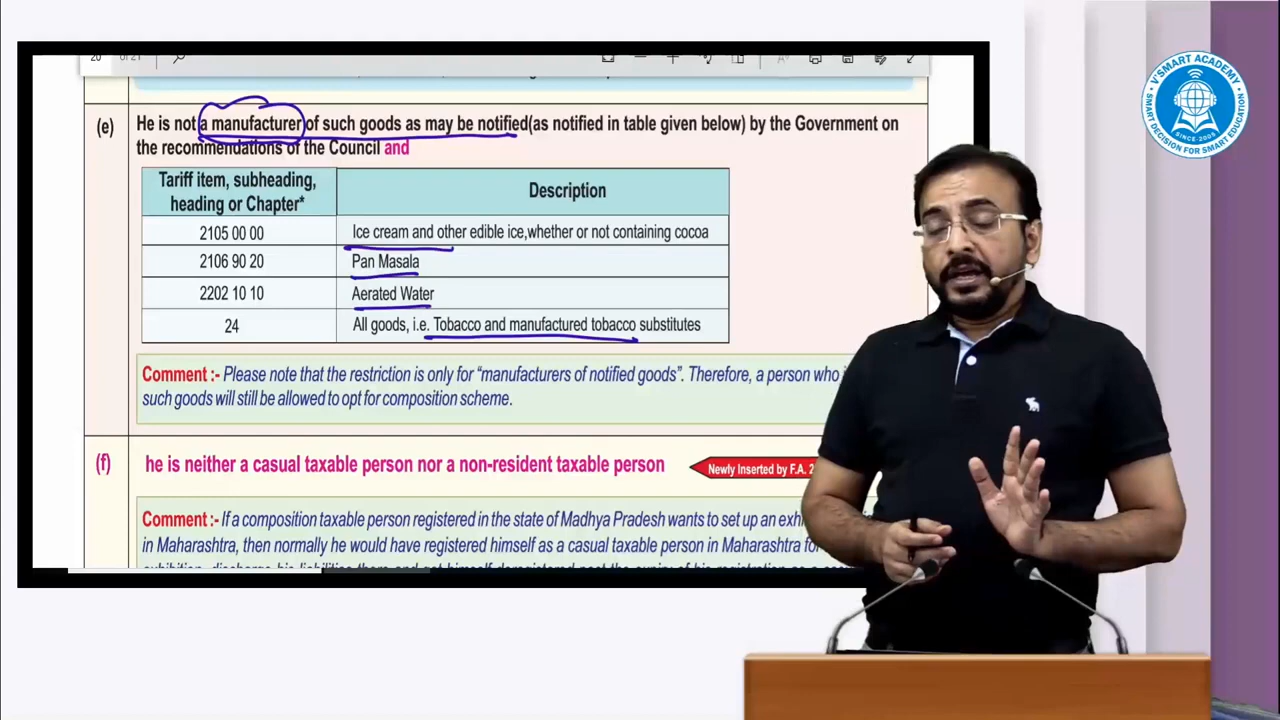 20 of 21
(e) He is not a manufacturer of such goods as may be notified(as notified in table given below) by the Government on
the recommendations of the Council and
Tariff item, subheading,
heading or Chapter*
Description
2105 00 00 Ice cream and other edible ice,whether or not containing cocoa
2106 90 20 Pan Masala
2202 10 10 Aerated Water
24 All goods, i.e. Tobacco and manufactured tobacco substitutes
Comment :- Please note that the restriction is only for “manufacturers of notified goods”. Therefore, a person who
such goods will still be allowed to opt for composition scheme.
(f) he is neither a casual taxable person nor a non-resident taxable person
Newly Inserted by F.A. 2
Comment :- If a composition taxable person registered in the state of Madhya Pradesh wants to set up an
in Maharashtra, then normally he would have registered himself as a casual taxable person in Maharashtra for
V'SMART ACADEMY
SINCE 2005
SMART DECISION FOR SMART EDUCATION